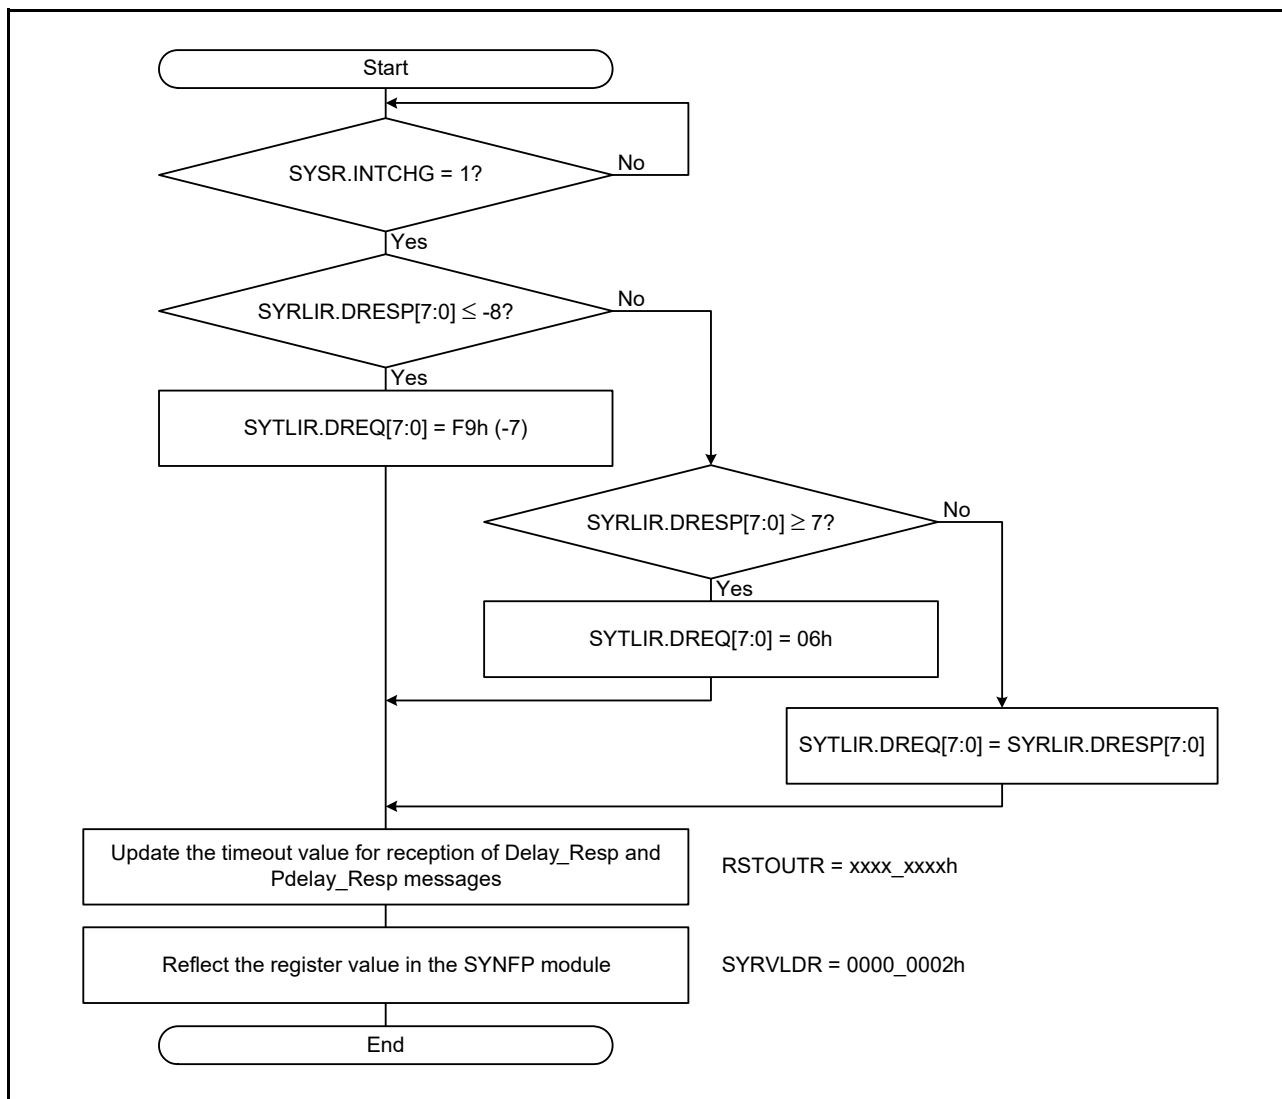 Start
SYSR.INTCHG = 1?
No
Yes
SYRLIR.DRESP[7:0] ≤ -8?
No
Yes
SYTLIR.DREQ[7:0] = F9h (-7)
SYRLIR.DRESP[7:0] ≥ 7?
No
Yes
SYTLIR.DREQ[7:0] = 06h
SYTLIR.DREQ[7:0] = SYRLIR.DRESP[7:0]
Update the timeout value for reception of Delay_Resp and
Pdelay_Resp messages
RSTOUTR = xxxx_xxxxh
Reflect the register value in the SYNFP module
SYRVLDR = 0000_0002h
End